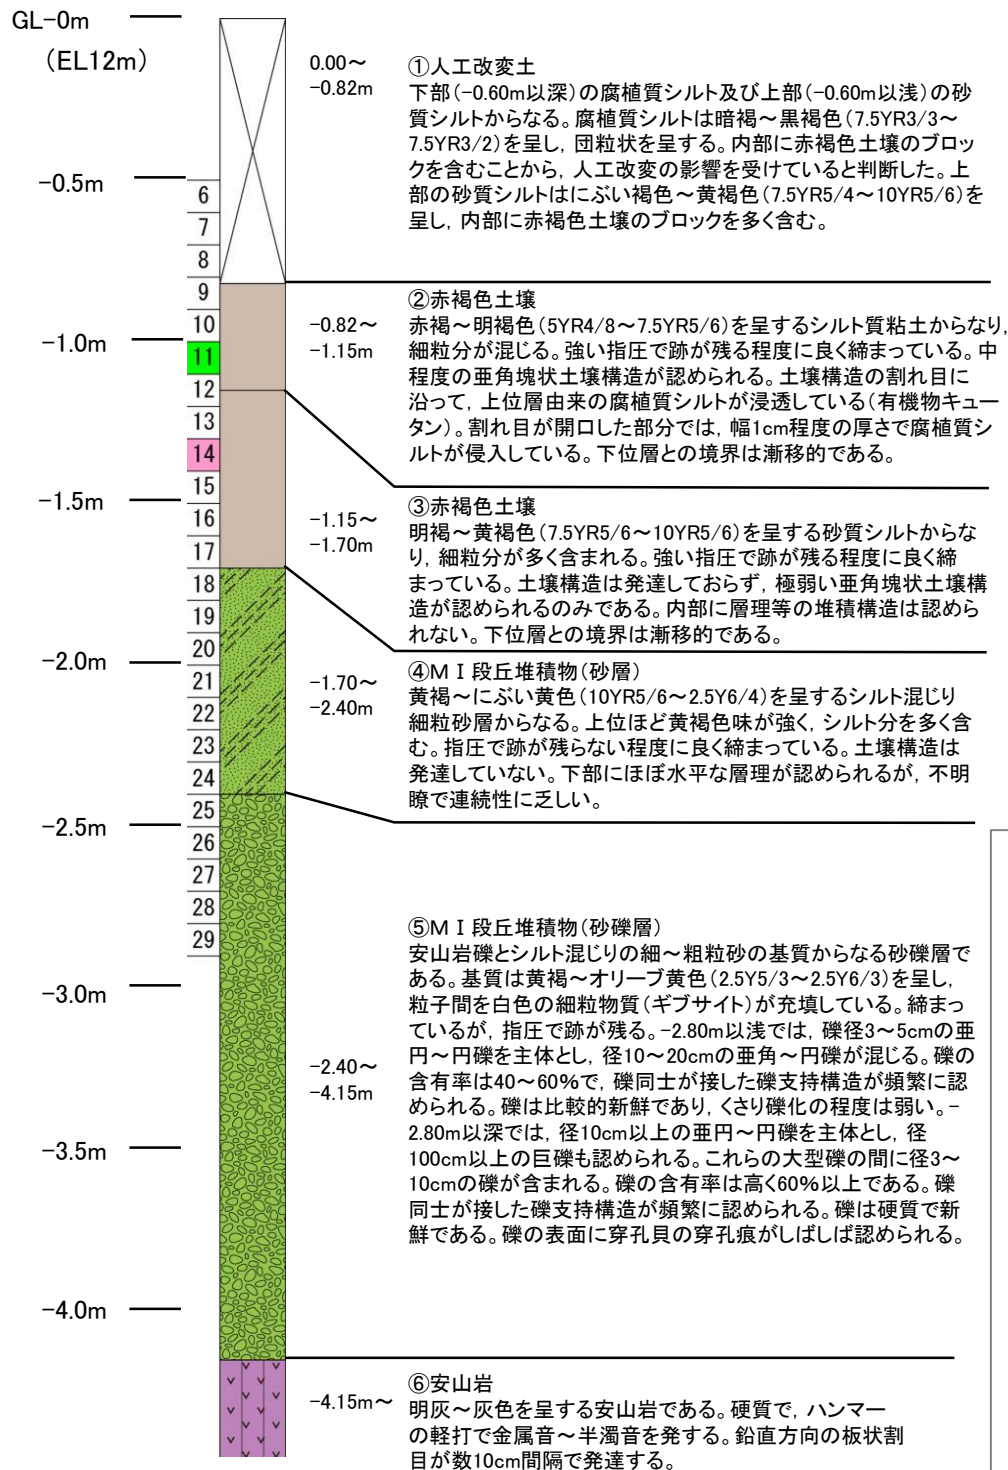 GL-0m
（EL12m）
0.00～
-0.82m
①人工改変土
下部（-0.60m以深）の腐植質シルト及び上部（-0.60m以浅）の砂
質シルトからなる。腐植質シルトは暗褐～黒褐色（7.5YR3/3～
7.5YR3/2）を呈し，団粒状を呈する。内部に赤褐色土壌のブロッ
クを含むことから，人工改変の影響を受けていると判断した。上
部の砂質シルトはにぶい褐色～黄褐色（7.5YR5/4～10YR5/6）を
呈し，内部に赤褐色土壌のブロックを多く含む。
-0.5m
6
7
8
9
10
-1.0m
11
12
13
14
-1.5m
15
16
17
18
19
20
-2.0m
21
22
23
24
-2.5m
25
26
27
28
29
-3.0m
-3.5m
-4.0m
-0.82～
-1.15m
②赤褐色土壌
赤褐～明褐色（5YR4/8～7.5YR5/6）を呈するシルト質粘土からなり，
細粒分が混じる。強い指圧で跡が残る程度に良く締まっている。中
程度の亜角塊状土壌構造が認められる。土壌構造の割れ目に
沿って，上位層由来の腐植質シルトが浸透している（有機物キュー
タン）。割れ目が開口した部分では，幅1cm程度の厚さで腐植質シ
ルトが侵入している。下位層との境界は漸移的である。
-1.15～
-1.70m
③赤褐色土壌
明褐～黄褐色（7.5YR5/6～10YR5/6）を呈する砂質シルトからな
り，細粒分が多く含まれる。強い指圧で跡が残る程度に良く締
まっている。土壌構造は発達しておらず，極弱い亜角塊状土壌構
造が認められるのみである。内部に層理等の堆積構造は認めら
れない。下位層との境界は漸移的である。
-1.70～
-2.40m
④ＭⅠ段丘堆積物（砂層）
黄褐～にぶい黄色（10YR5/6～2.5Y6/4）を呈するシルト混じり
細粒砂層からなる。上位ほど黄褐色味が強く，シルト分を多く含
む。指圧で跡が残らない程度に良く締まっている。土壌構造は
発達していない。下部にほぼ水平な層理が認められるが，不明
瞭で連続性に乏しい。
-2.40～
-4.15m
⑤ＭⅠ段丘堆積物（砂礫層）
安山岩礫とシルト混じりの細～粗粒砂の基質からなる砂礫層で
ある。基質は黄褐～オリーブ黄色（2.5Y5/3～2.5Y6/3）を呈し，
粒子間を白色の細粒物質（ギブサイト）が充填している。締まっ
ているが，指圧で跡が残る。-2.80m以浅では，礫径3～5cmの亜
円～円礫を主体とし，径10～20cmの亜角～円礫が混じる。礫の
含有率は40～60%で，礫同士が接した礫支持構造が頻繁に認
められる。礫は比較的新鮮であり，くさり礫化の程度は弱い。-
2.80m以深では，径10cm以上の亜円～円礫を主体とし，径
100cm以上の巨礫も認められる。これらの大型礫の間に径3～
10cmの礫が含まれる。礫の含有率は高く60%以上である。礫
同士が接した礫支持構造が頻繁に認められる。礫は硬質で新
鮮である。礫の表面に穿孔貝の穿孔痕がしばしば認められる。
-4.15m～
⑥安山岩
明灰～灰色を呈する安山岩である。硬質で，ハンマー
の軽打で金属音～半濁音を発する。鉛直方向の板状割
目が数10cm間隔で発達する。